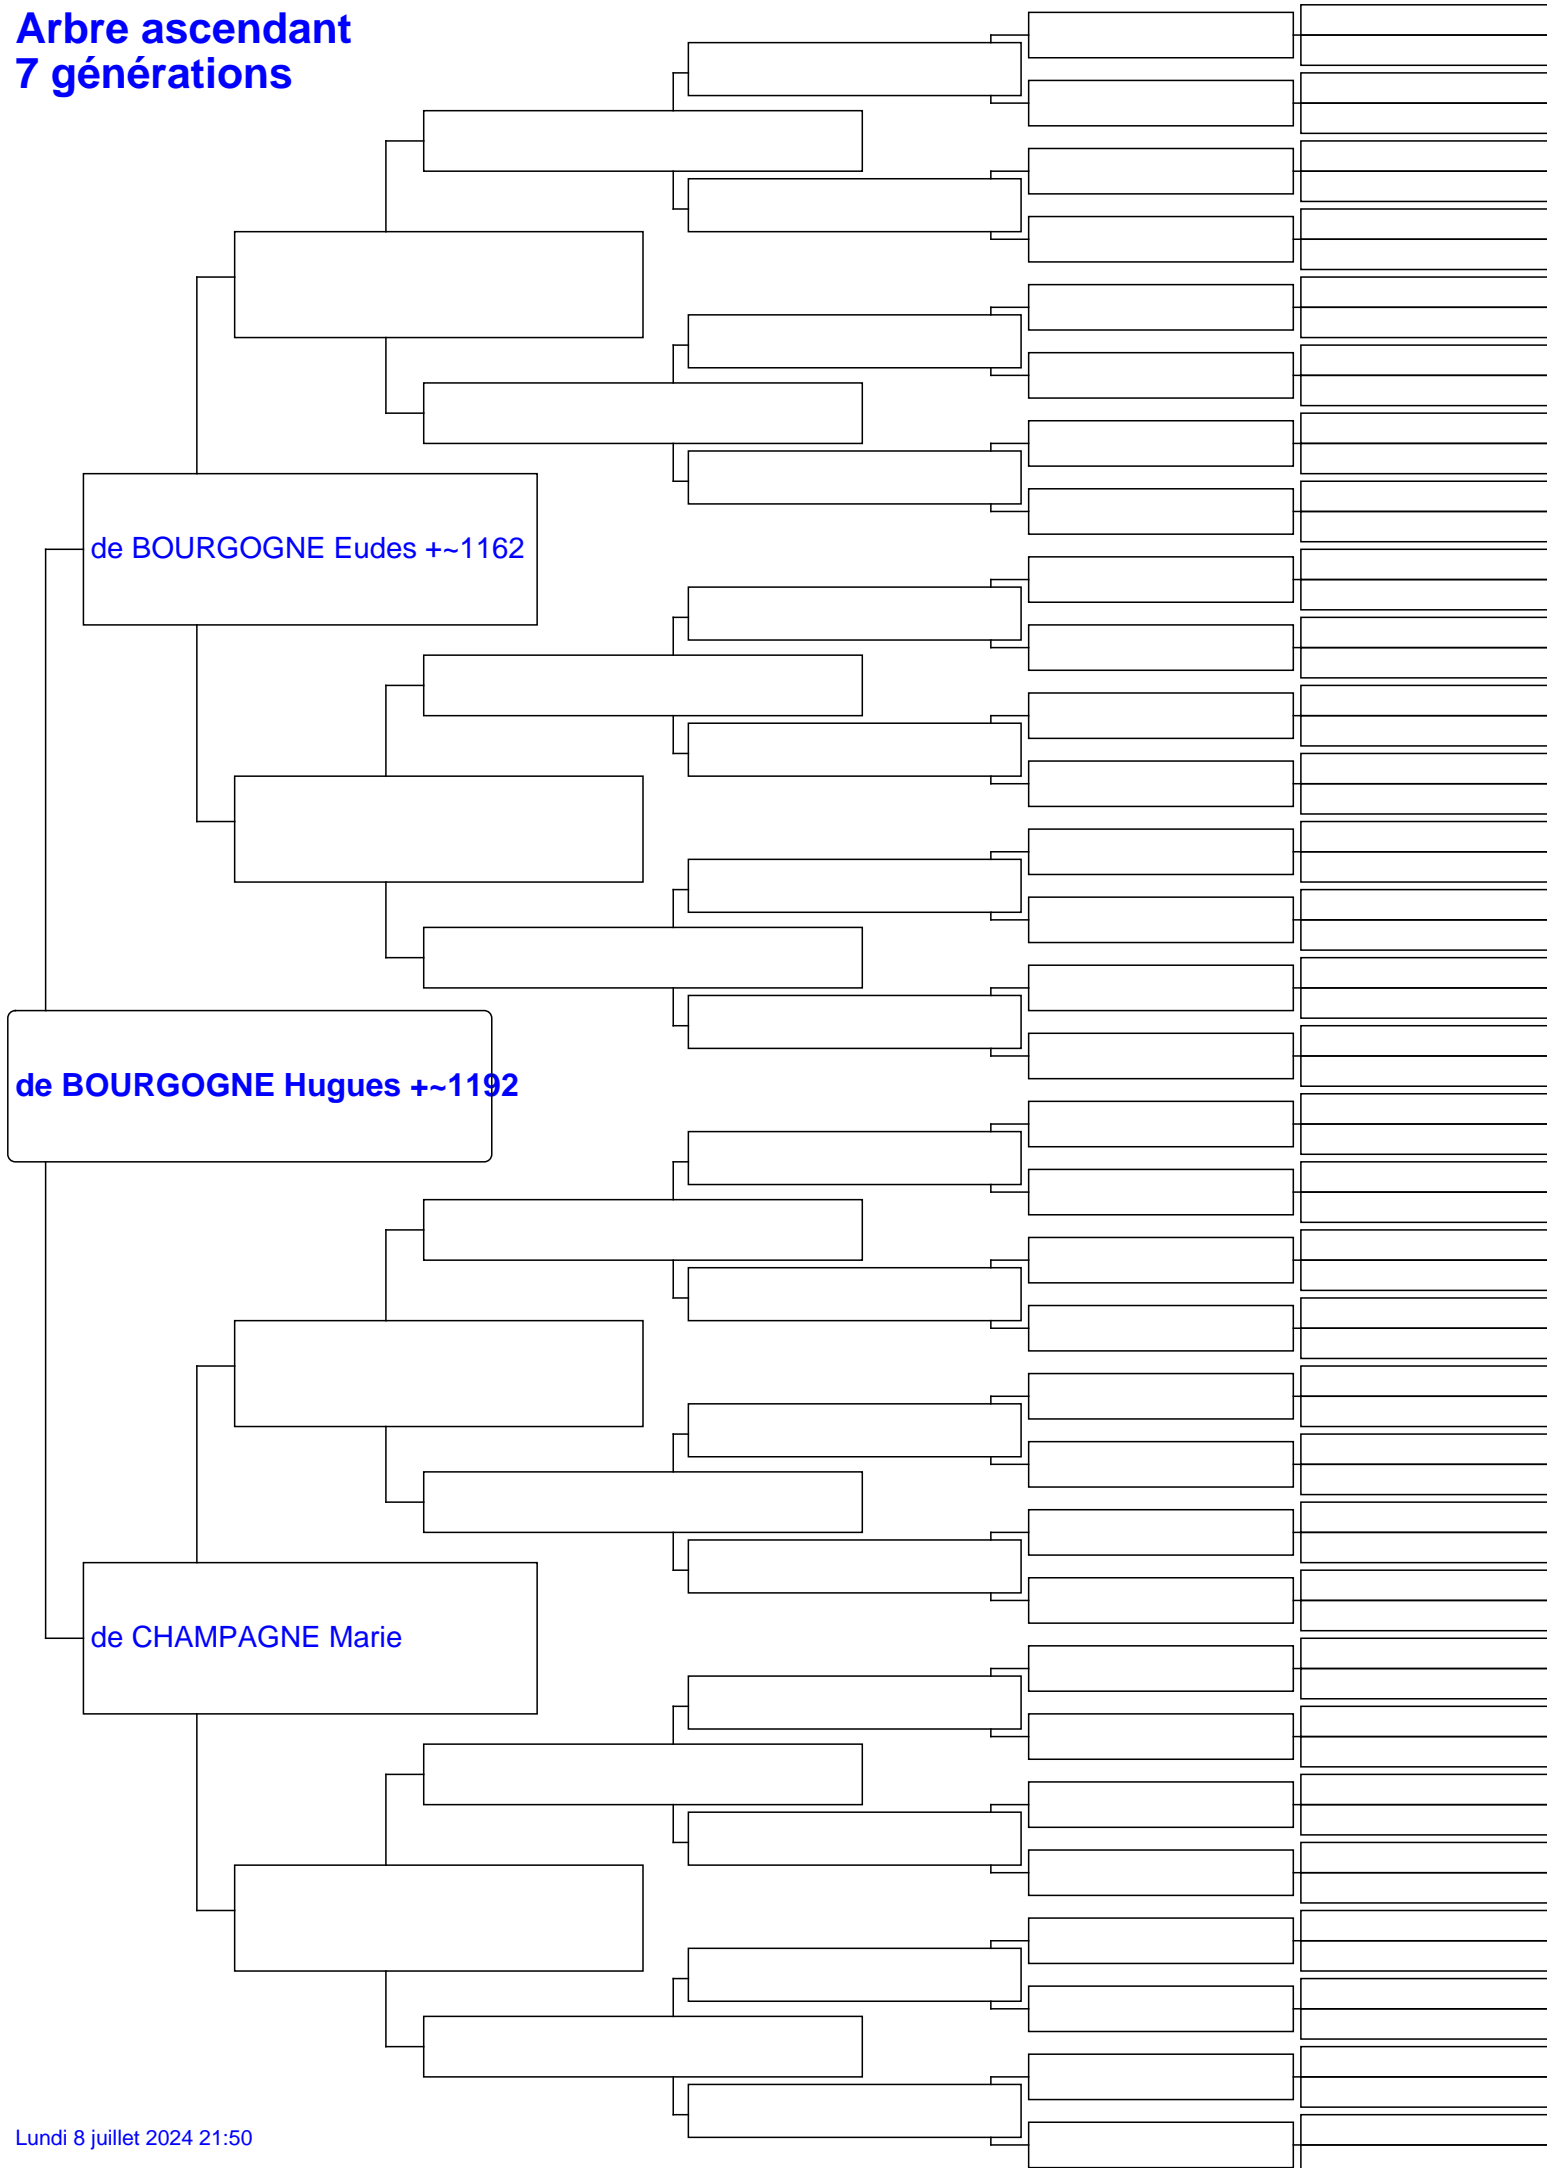 Arbre ascendant
7 générations
de BOURGOGNE Eudes +~1162
de BOURGOGNE Hugues +~1192
de CHAMPAGNE Marie
Lundi 8 juillet 2024 21:50